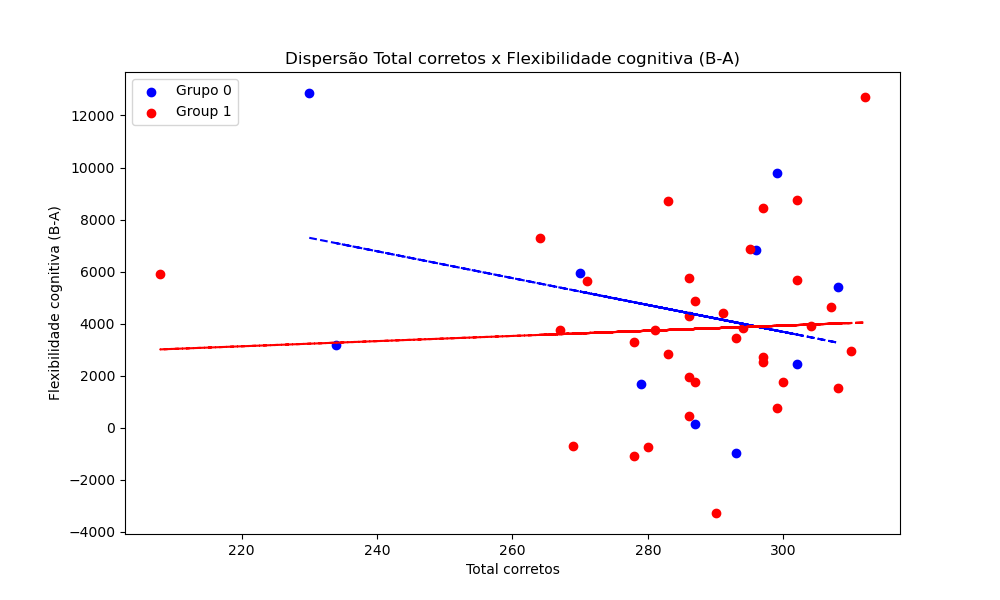 Dispersão Total corretos x Flexibilidade cognitiva (B-A)
Grupo 0
Group 1
Flexibilidade cognitiva (B-A)
12000
10000
8000
6000
4000
2000
0
−2000
−4000
220 240 260 280 300
Total corretos